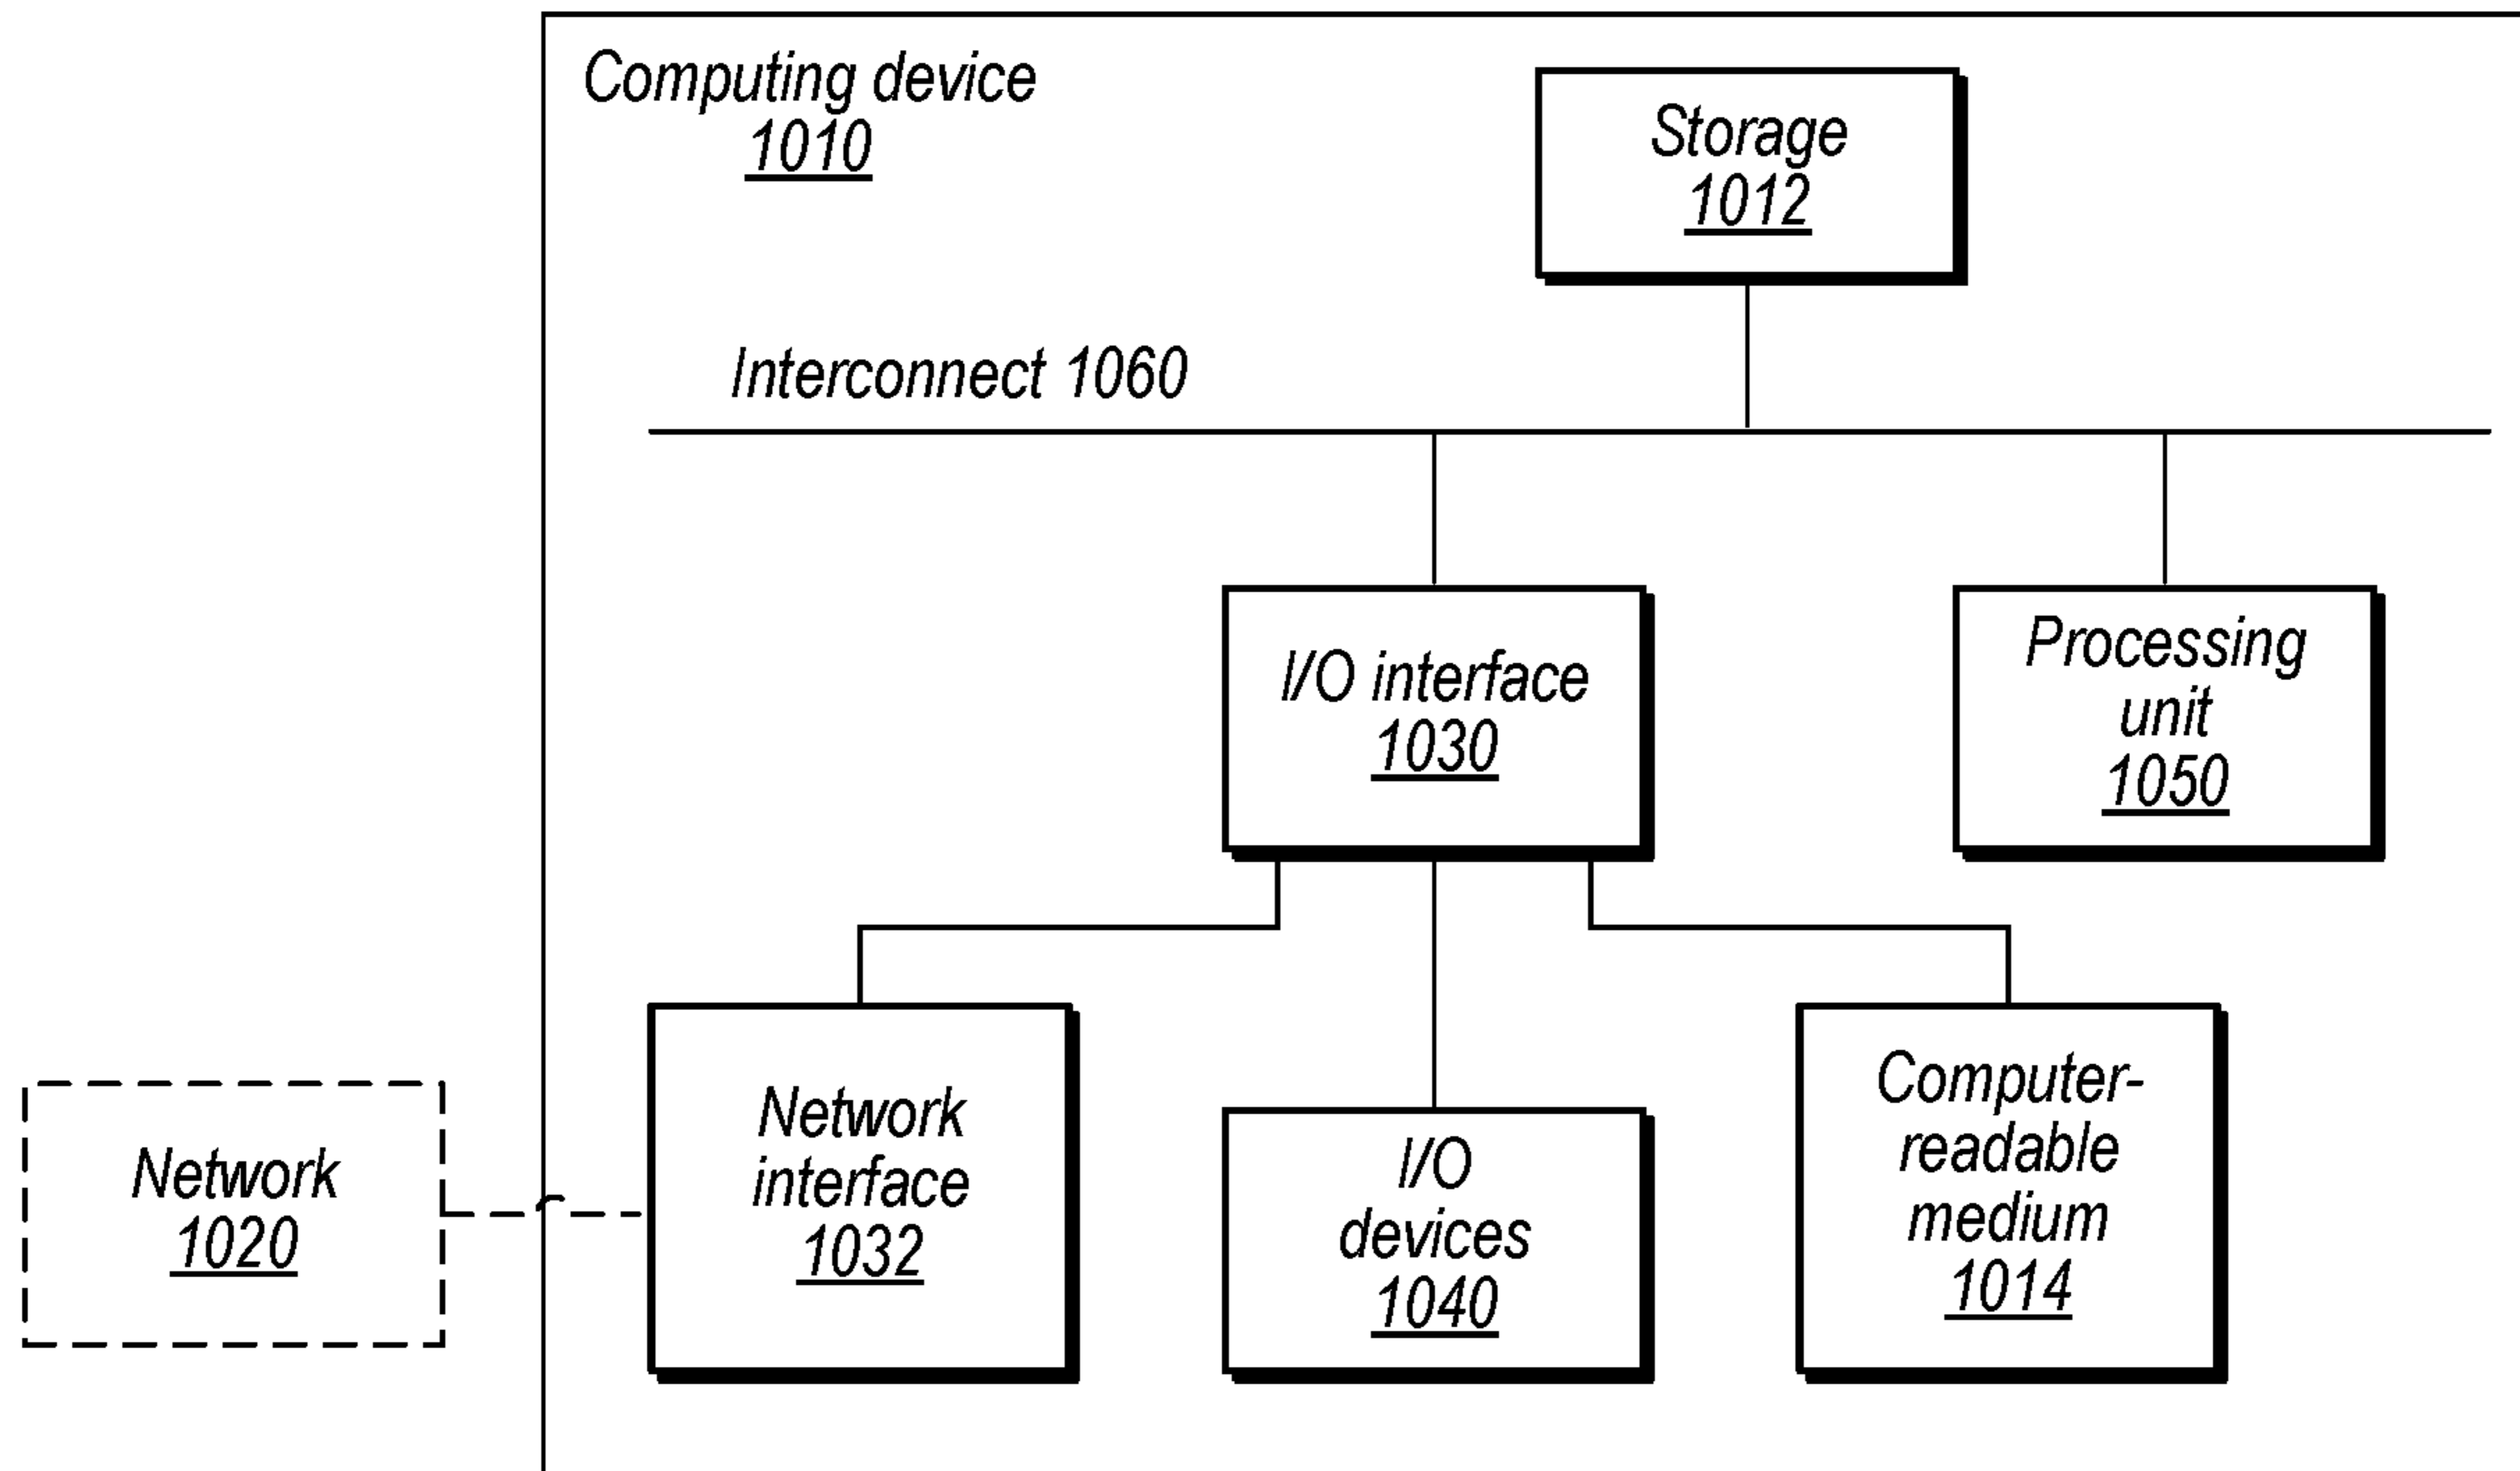 Computing device
1010
Storage
1012
Interconnect 1060
I/O interface
1030
Processing
unit
1050
Network
1020
Network
interface
1032
I/O
devices
1040
Computer-
readable
medium
1014